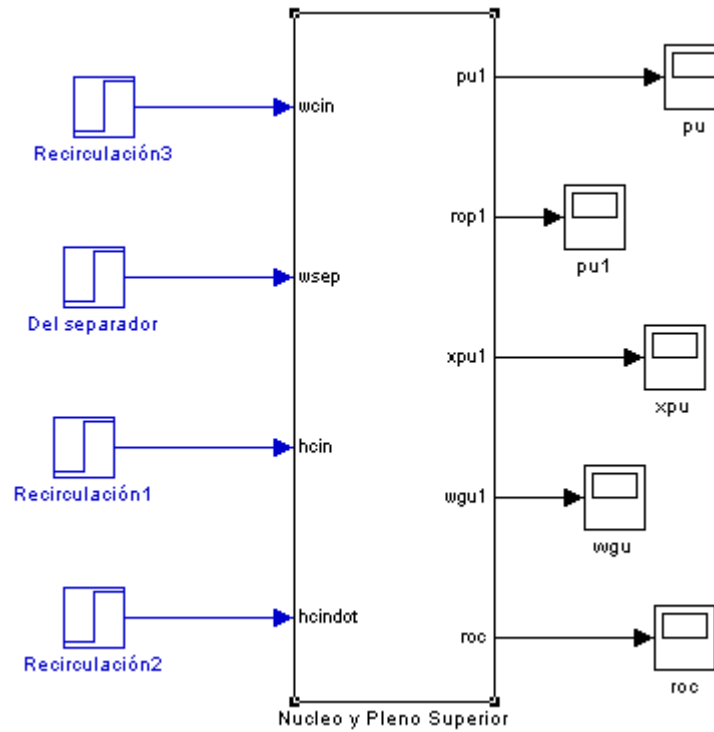 pu1
pu
wcin
Recirculación3
rop1
pu1
wsep
Del separador
xpu1
xpu
hcin
Recirculación1
wgu1
wgu
hcindot
Recirculación2
roc
roc
Nucleo y Pleno Superior